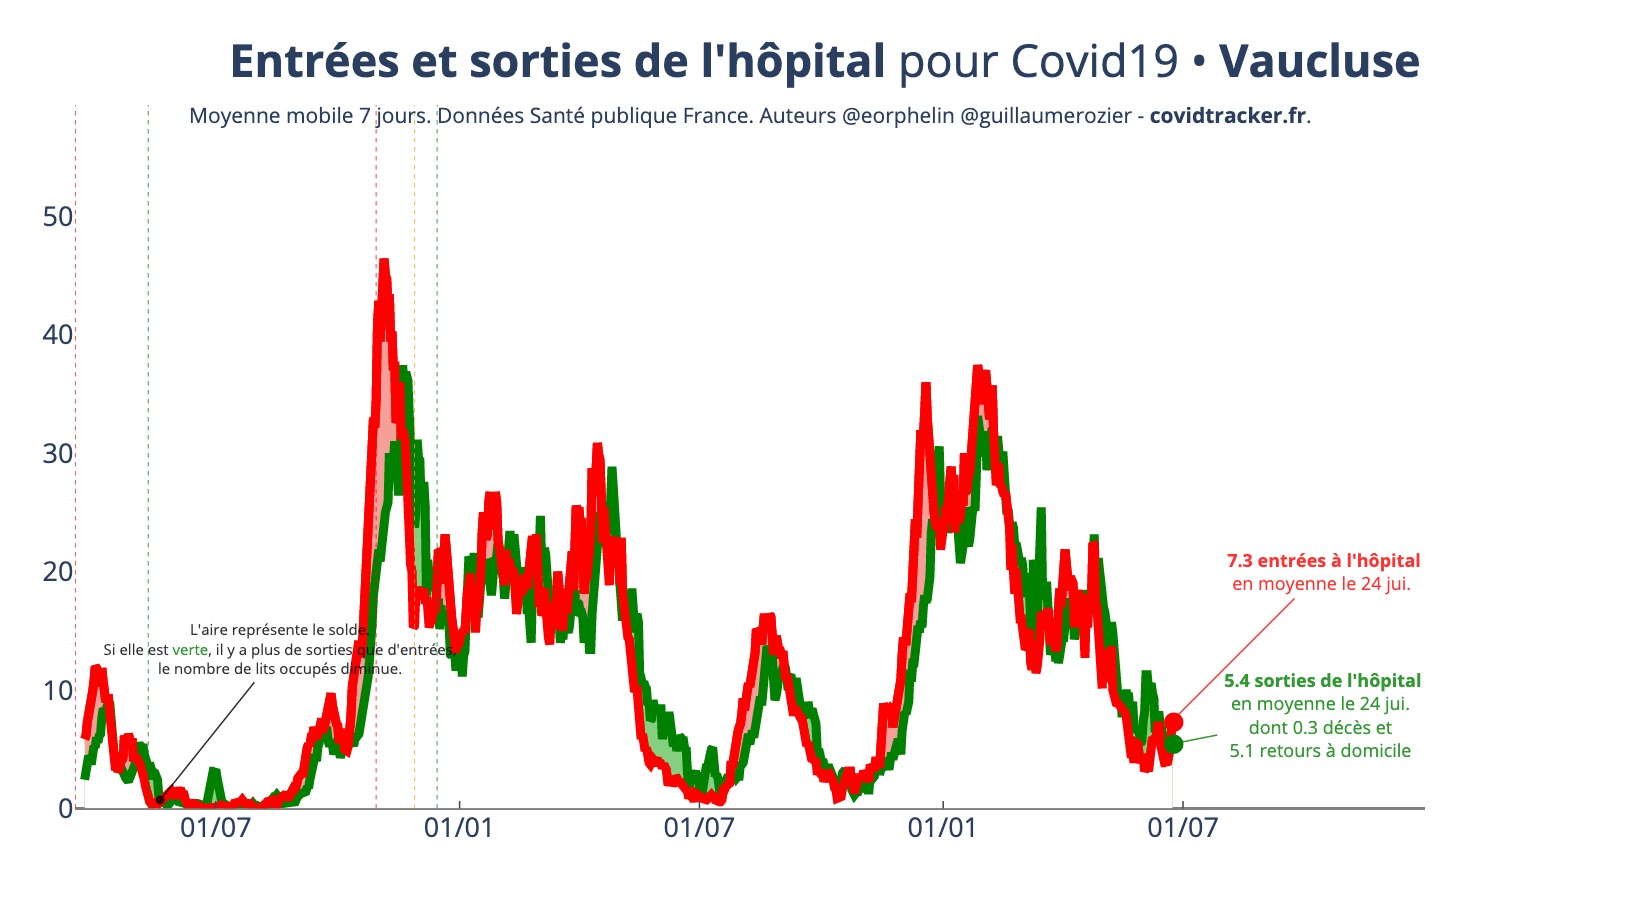 Entrées et sorties de l'hôpital pour Covid19 • Vaucluse
Moyenne mobile 7 jours. Données Santé publique France. Auteurs @eorphelin @guillaumerozier - covidtracker.fr.
50
40
30
20
10
0
L'aire représente le solde.
Si elle est verte, il y a plus de sorties que d'entrées,
le nombre de lits occupés diminue.
7.3 entrées à l'hôpital
en moyenne le 24 jui.
5.4 sorties de l'hôpital
en moyenne le 24 jui.
dont 0.3 décès et
5.1 retours à domicile
01/07
01/01
01/07
01/01
01/07